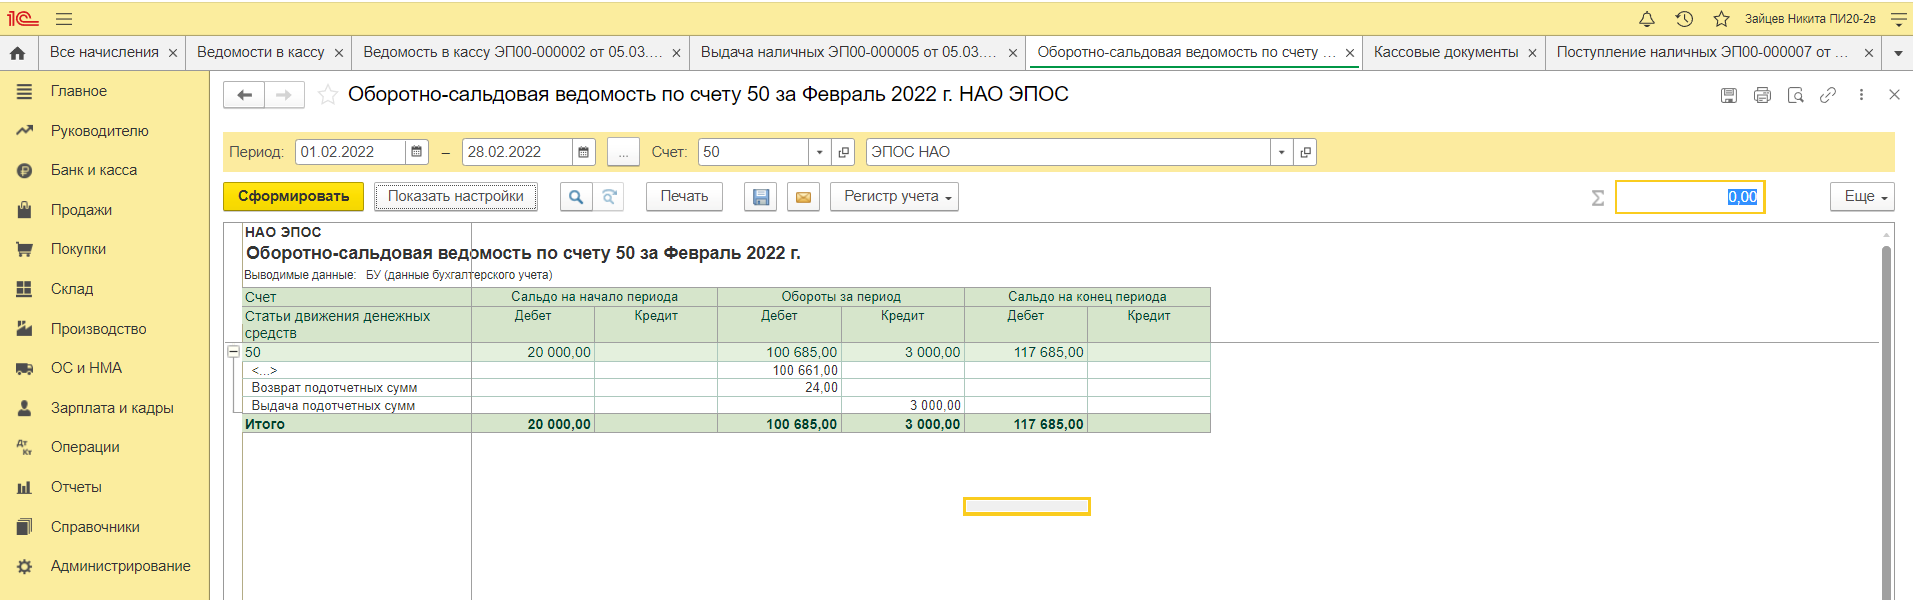 1С Зайцев Никита ПИ20-2в
Все начисления × Ведомости в кассу × Ведомость в кассу ЭП00-000002 от 05.03.... × Выдача наличных ЭП00-000005 от 05.03.... × Оборотно-сальдовая ведомость по счету ... × Кассовые документы × Поступление наличных ЭП00-000007 от ... ×
Главное
Руководителю
Банк и касса
Продажи
Покупки
Склад
Производство
ОС и НМА
Зарплата и кадры
Дт Кт Операции
Отчеты
Справочники
Администрирование
Оборотно-сальдовая ведомость по счету 50 за Февраль 2022 г. НАО ЭПОС
Период: 01.02.2022 – 28.02.2022 ... Счет: 50 ЭПОС НАО
Сформировать Показать настройки Печать Регистр учета Σ 0,00 Еще
НАО ЭПОС
Оборотно-сальдовая ведомость по счету 50 за Февраль 2022 г.
Выводимые данные: БУ (данные бухгалтерского учета)
Счет Сальдо на начало периода Обороты за период Сальдо на конец периода
Статьи движения денежных средств Дебет Кредит Дебет Кредит Дебет Кредит
50 20 000,00 100 685,00 3 000,00 117 685,00
<...> 100 661,00
Возврат подотчетных сумм 24,00
Выдача подотчетных сумм 3 000,00
Итого 20 000,00 100 685,00 3 000,00 117 685,00